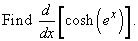 Find d/dx [cosh(e^x)].